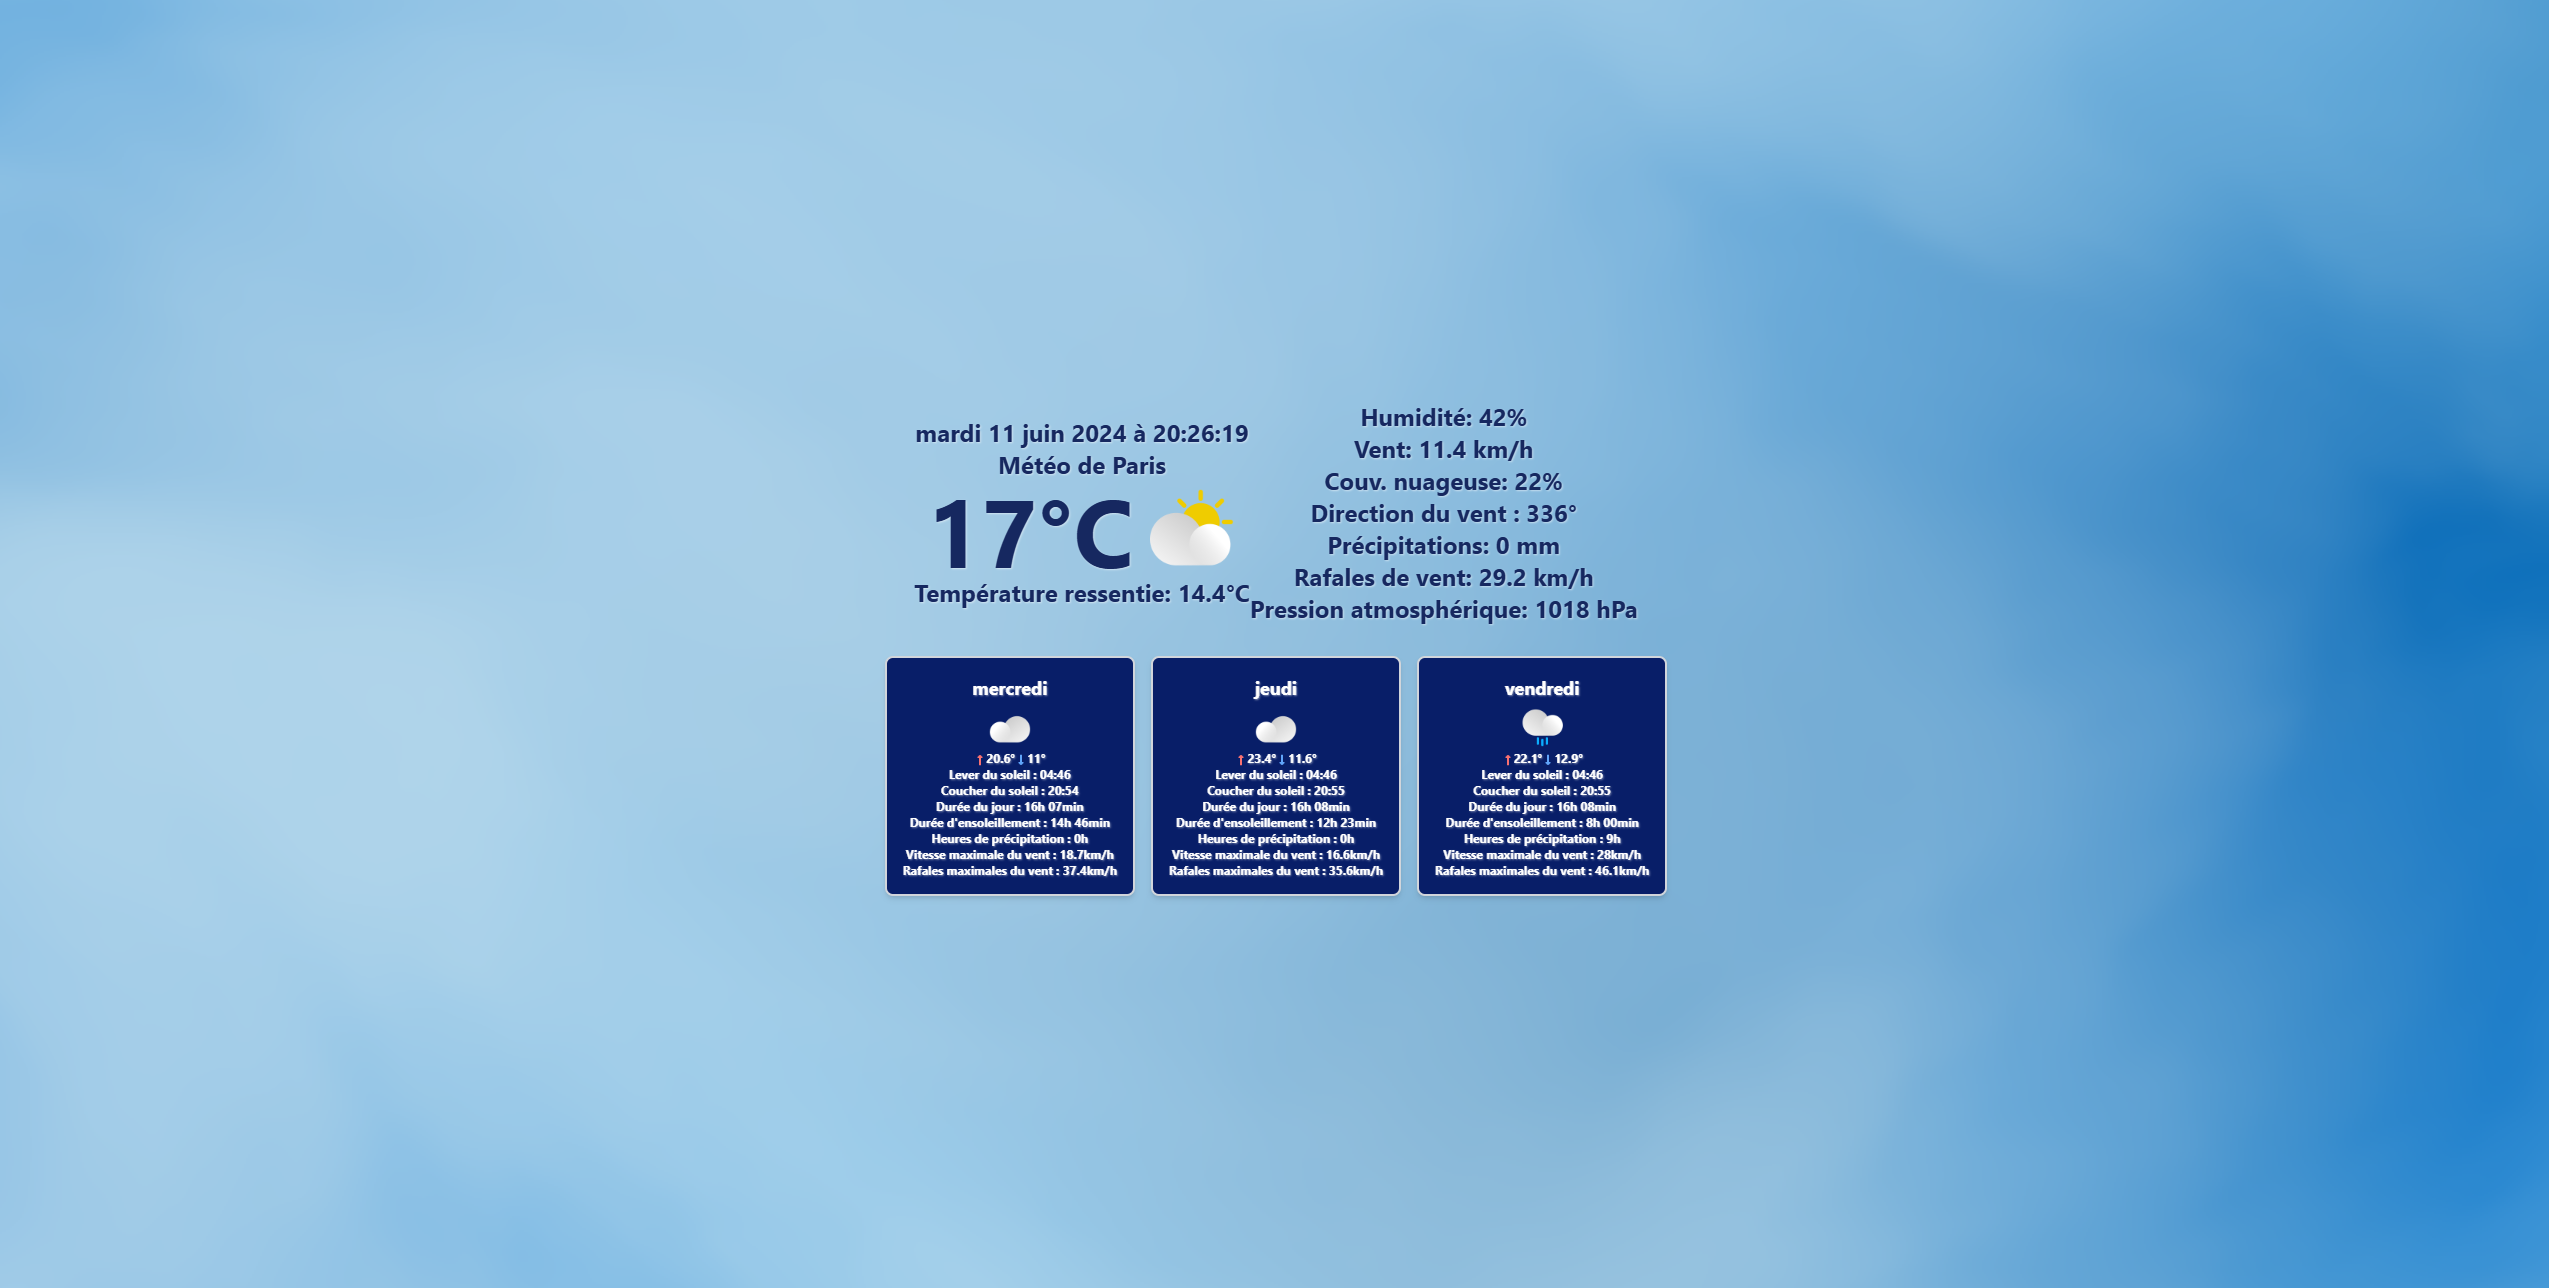 mardi 11 juin 2024 à 20:26:19
Météo de Paris
17°C
Température ressentie: 14.4°C
Humidité: 42%
Vent: 11.4 km/h
Couv. nuageuse: 22%
Direction du vent : 336°
Précipitations: 0 mm
Rafales de vent: 29.2 km/h
Pression atmosphérique: 1018 hPa
mercredi
↑ 20.6° ↓ 11°
Lever du soleil : 04:46
Coucher du soleil : 20:54
Durée du jour : 16h 07min
Durée d'ensoleillement : 14h 46min
Heures de précipitation : 0h
Vitesse maximale du vent : 18.7km/h
Rafales maximales du vent : 37.4km/h
jeudi
↑ 23.4° ↓ 11.6°
Lever du soleil : 04:46
Coucher du soleil : 20:55
Durée du jour : 16h 08min
Durée d'ensoleillement : 12h 23min
Heures de précipitation : 0h
Vitesse maximale du vent : 16.6km/h
Rafales maximales du vent : 35.6km/h
vendredi
↑ 22.1° ↓ 12.9°
Lever du soleil : 04:46
Coucher du soleil : 20:55
Durée du jour : 16h 08min
Durée d'ensoleillement : 8h 00min
Heures de précipitation : 9h
Vitesse maximale du vent : 28km/h
Rafales maximales du vent : 46.1km/h